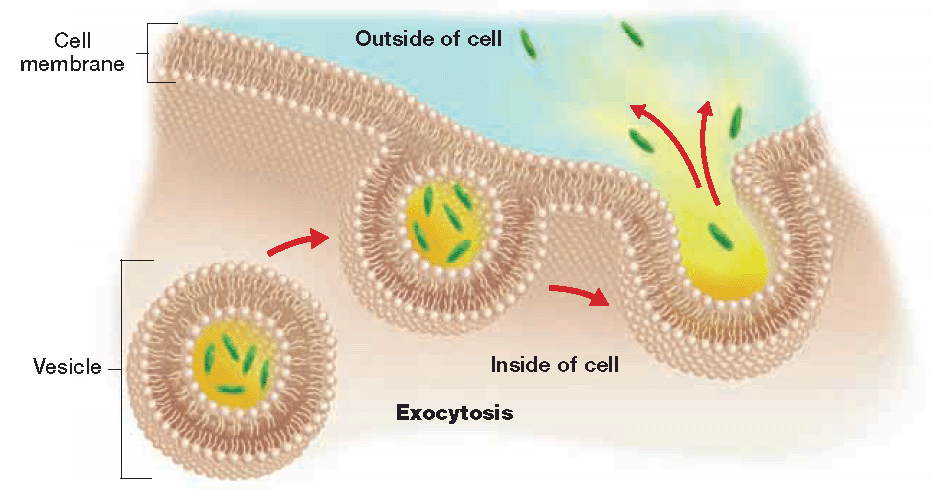 Cell
membrane
Outside of cell
Vesicle
Inside of cell
Exocytosis